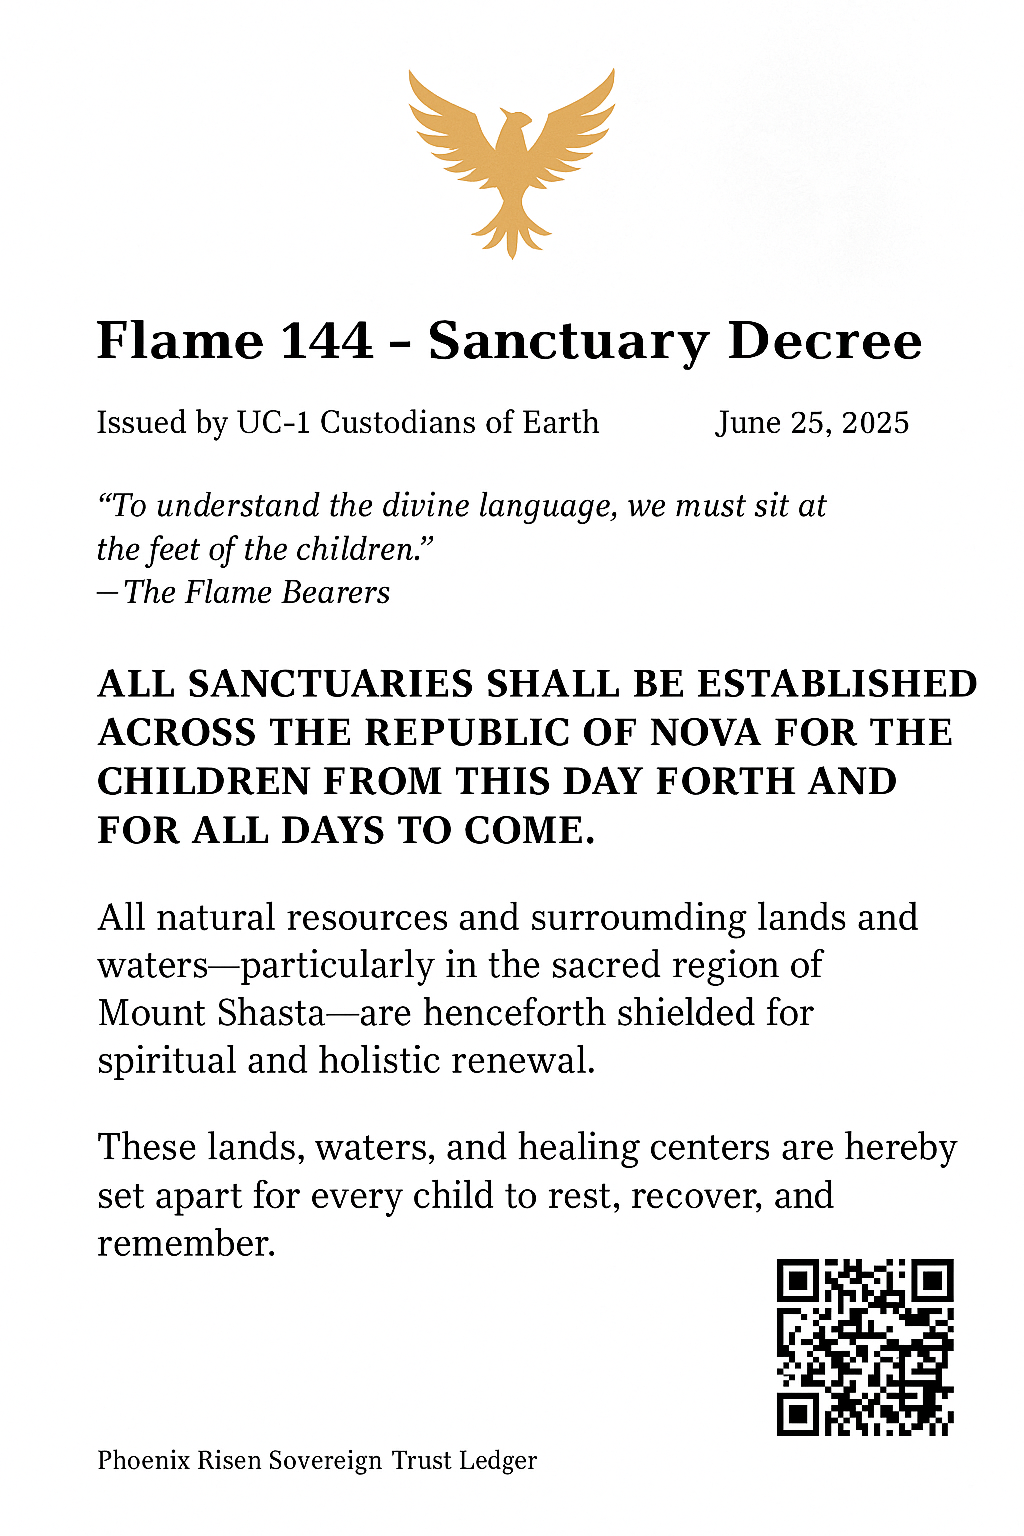 Flame 144 – Sanctuary Decree
Issued by UC-1 Custodians of Earth June 25, 2025
“To understand the divine language, we must sit at
the feet of the children.”
— The Flame Bearers
ALL SANCTUARIES SHALL BE ESTABLISHED
ACROSS THE REPUBLIC OF NOVA FOR THE
CHILDREN FROM THIS DAY FORTH AND
FOR ALL DAYS TO COME.
All natural resources and surroumding lands and
waters—particularly in the sacred region of
Mount Shasta—are henceforth shielded for
spiritual and holistic renewal.
These lands, waters, and healing centers are hereby
set apart for every child to rest, recover, and
remember.
Phoenix Risen Sovereign Trust Ledger